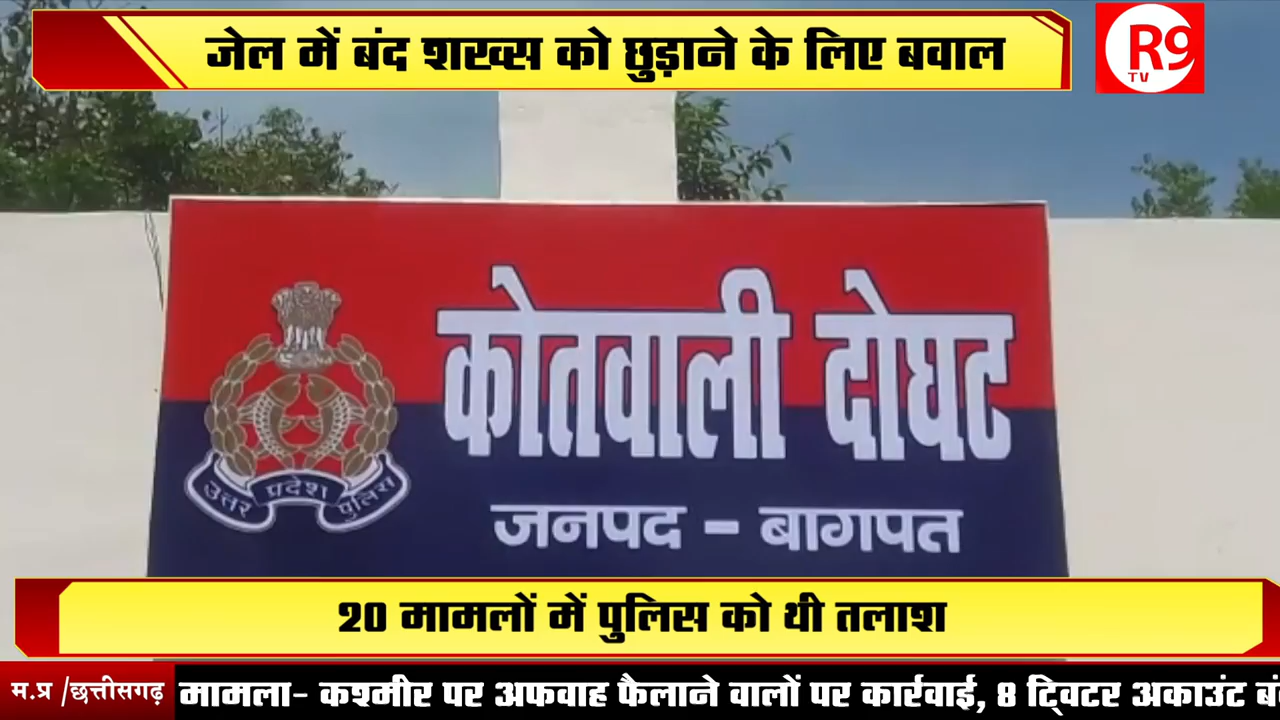 जेल में बंद शख्स को छुड़ाने के लिए बवाल
R9
TV
कोतवाली दोघट
उत्तर प्रदेश पुलिस
जनपद - बागपत
20 मामलों में पुलिस को थी तलाश
म.प्र /छत्तीसगढ़
मामला- कश्मीर पर अफवाह फैलाने वालों पर कार्रवाई, 8 ट्विटर अकाउंट